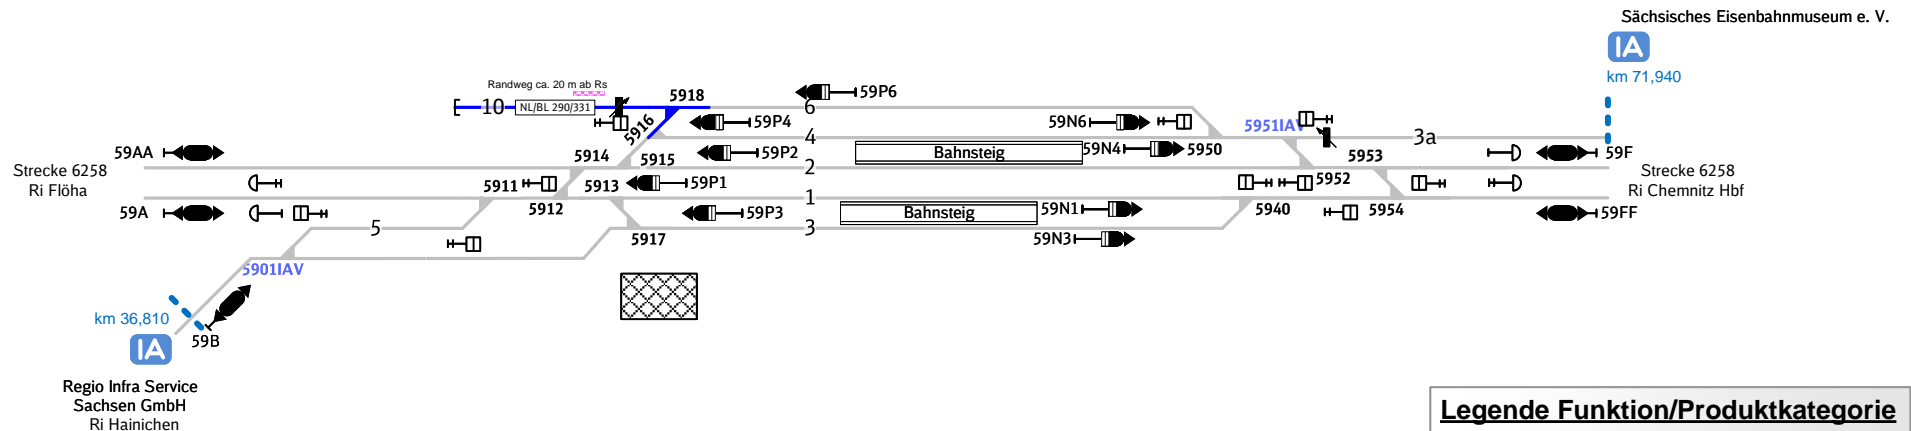 Sächsisches Eisenbahnmuseum e. V.
IA
km 71,940
Randweg ca. 20 m ab Rs
10
NL/BL 290/331
5918
59P6
6
5916
59P4
59N6
5951IAV
4
3a
59AA
5914
5915
59P2
Bahnsteig
59N4
5950
5953
59F
Strecke 6258
Ri Flöha
2
Strecke 6258
Ri Chemnitz Hbf
5911
5913
59P1
5952
59A
5912
1
59P3
Bahnsteig
59N1
5940
5954
59FF
5
5917
3
59N3
5901IAV
km 36,810
59B
IA
Regio Infra Service
Sachsen GmbH
Ri Hainichen
Legende Funktion/Produktkategorie